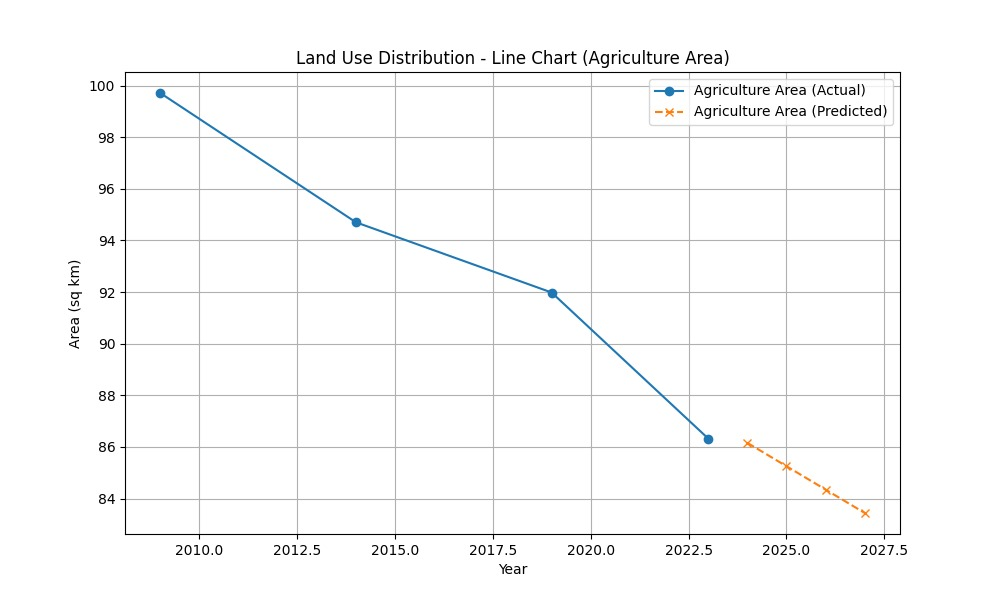 Land Use Distribution - Line Chart (Agriculture Area)
Agriculture Area (Actual)
Agriculture Area (Predicted)
Area (sq km)
100
98
96
94
92
90
88
86
84
2010.0 2012.5 2015.0 2017.5 2020.0 2022.5 2025.0 2027.5
Year